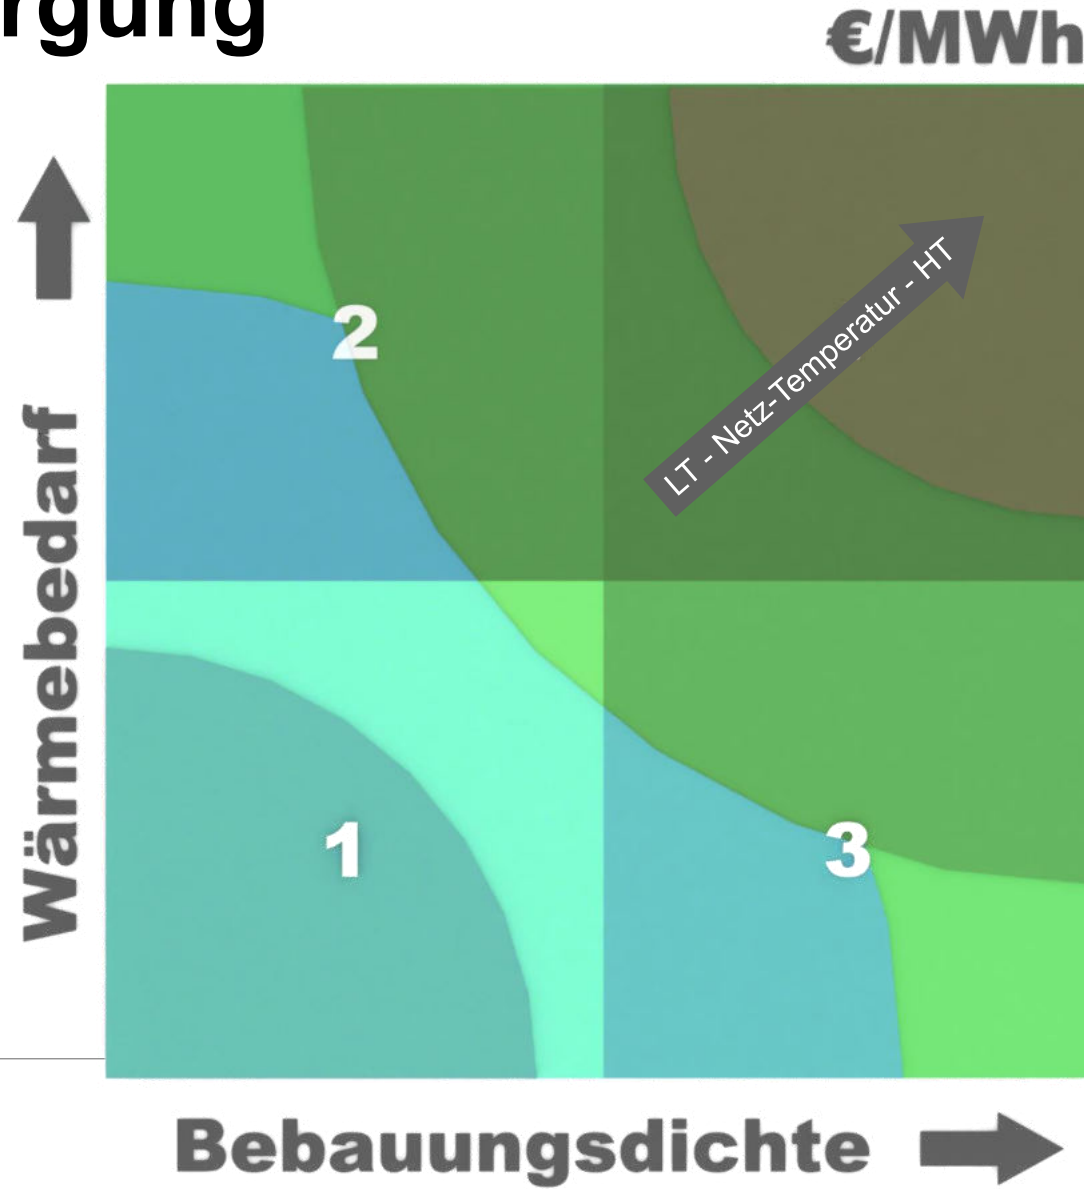 rgung
€/MWh
2
LT - Netz-Temperatur - HT
Wärmebedarf
1
3
Bebauungsdichte